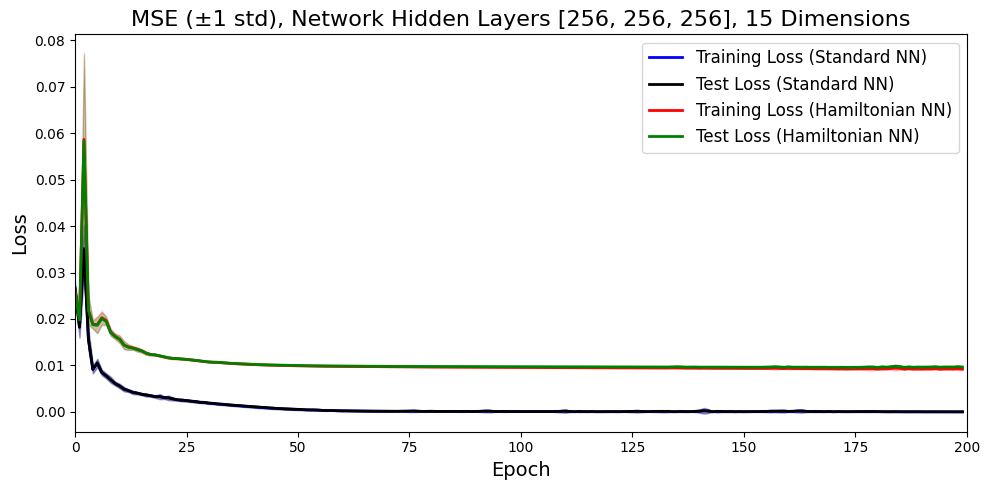 MSE (±1 std), Network Hidden Layers [256, 256, 256], 15 Dimensions
Loss
0.08
0.07
0.06
0.05
0.04
0.03
0.02
0.01
0.00
Training Loss (Standard NN)
Test Loss (Standard NN)
Training Loss (Hamiltonian NN)
Test Loss (Hamiltonian NN)
0 25 50 75 100 125 150 175 200
Epoch